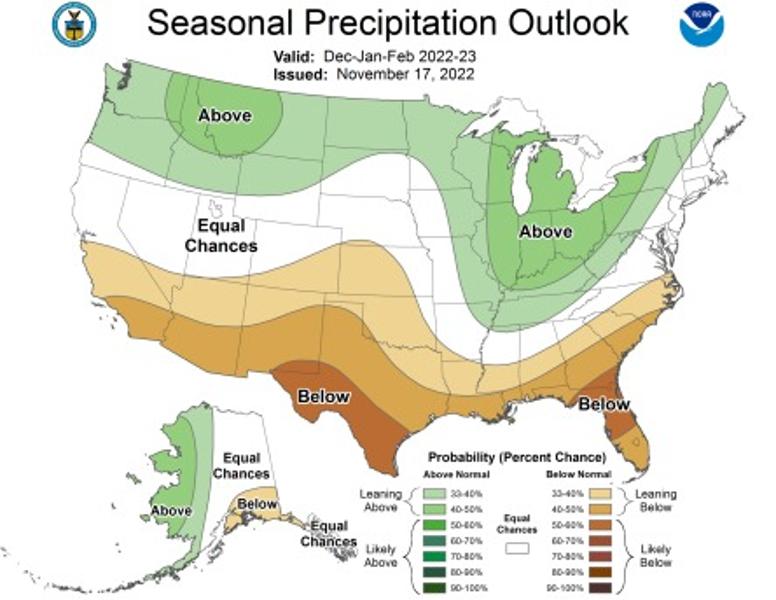 Seasonal Precipitation Outlook
NOAA
Valid: Dec-Jan-Feb 2022-23
Issued: November 17, 2022
Above
Equal
Chances
Above
Below
Below
Equal
Chances
Above
Below
Equal
Chances
Probability (Percent Chance)
Above Normal
Below Normal
Leaning
Above
33-40%
40-50%
Likely
Above
50-60%
60-70%
70-80%
80-90%
90-100%
Equal
Chances
33-40%
40-50%
Leaning
Below
50-60%
60-70%
70-80%
80-90%
90-100%
Likely
Below